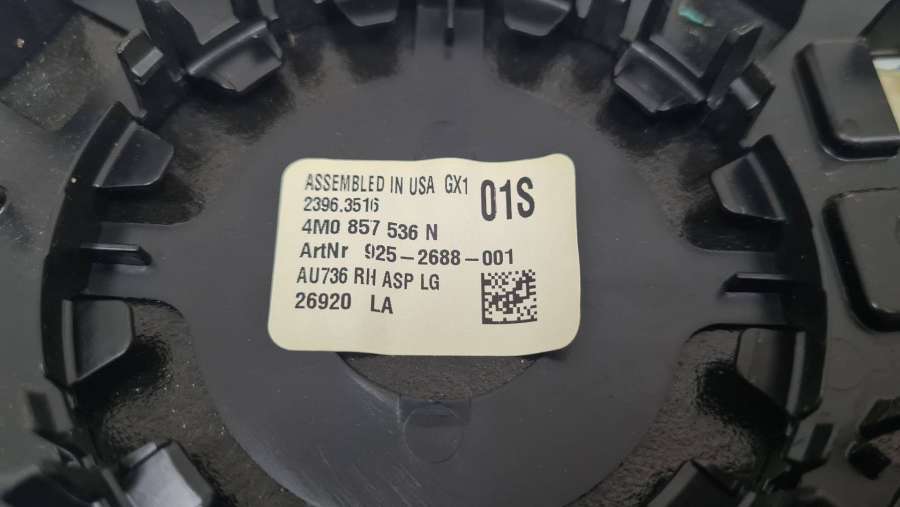 ASSEMBLED IN USA GX1 01S
2396.3516
4M0 857 536 N
ArtNr 925-2688-001
AU736 RH ASP LG
26920 LA